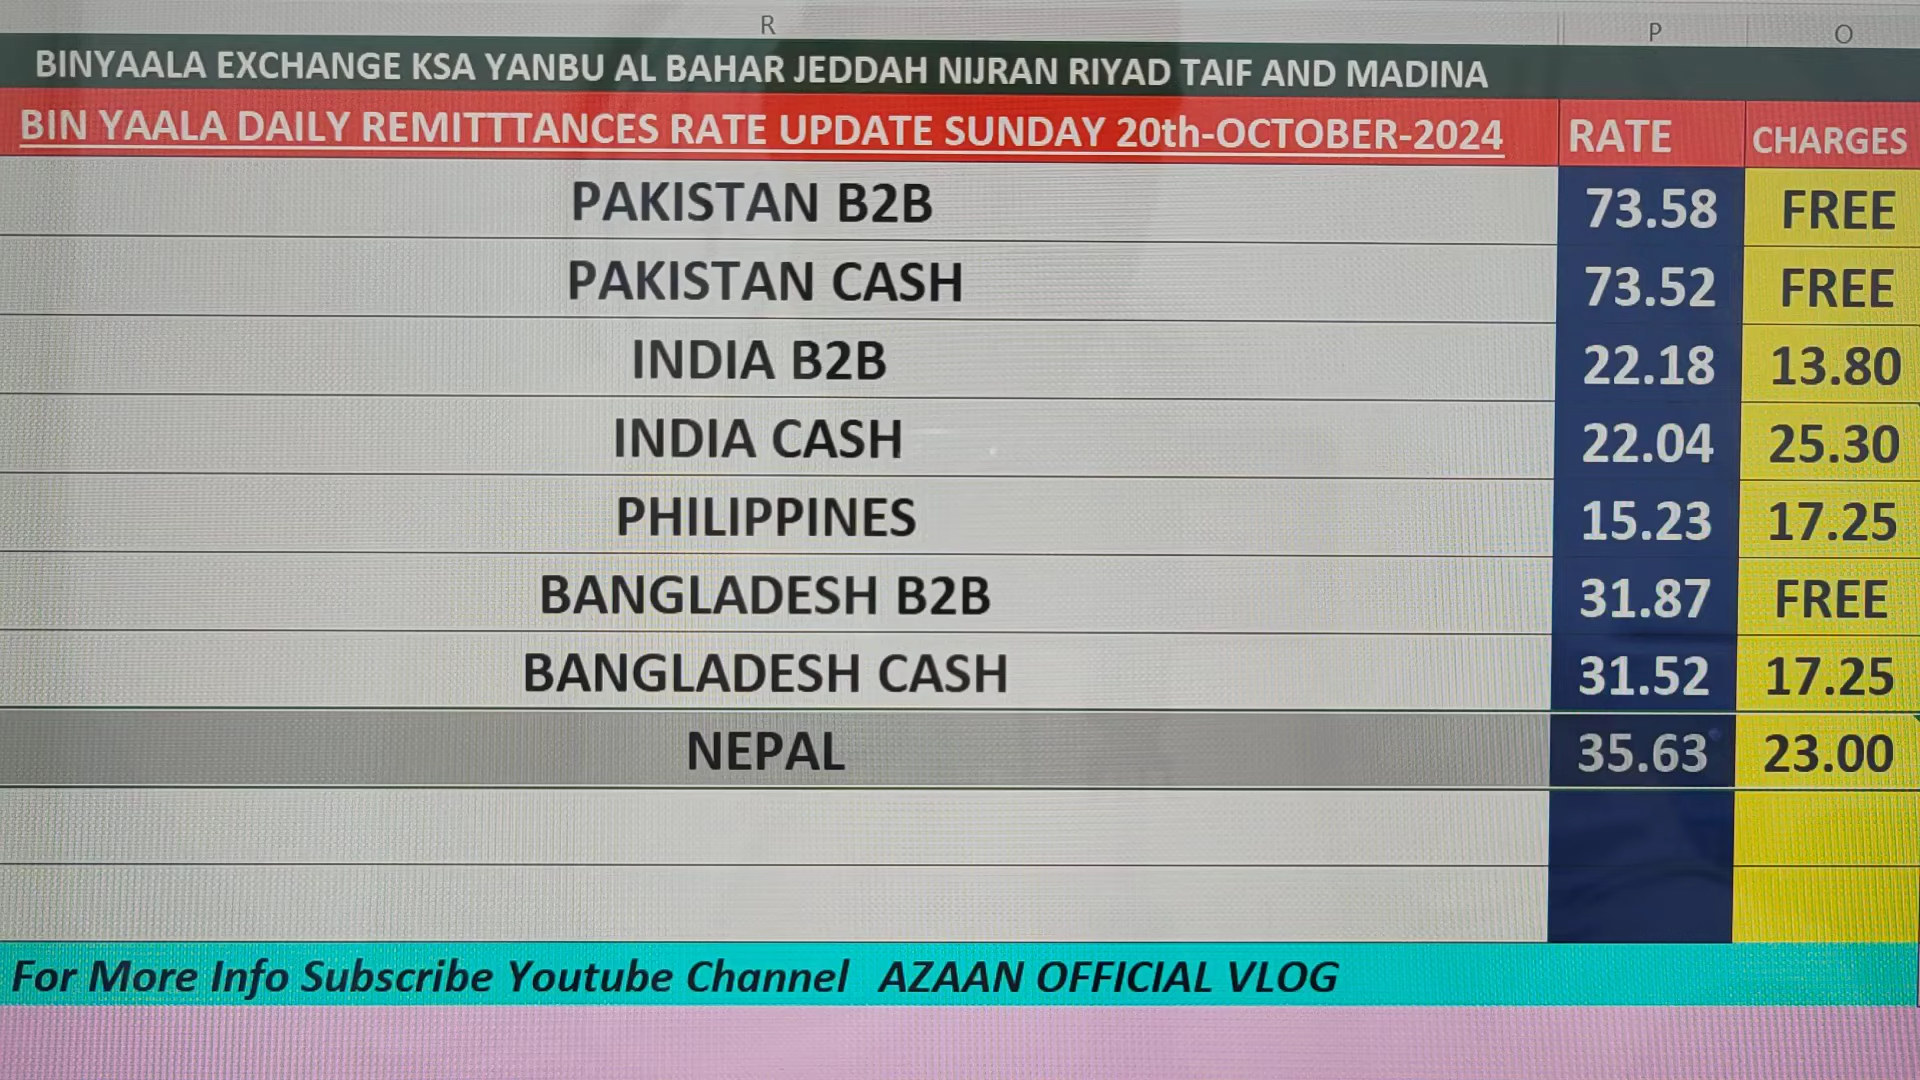 R P O
BINYAALA EXCHANGE KSA YANBU AL BAHAR JEDDAH NIJRAN RIYAD TAIF AND MADINA
BIN YAALA DAILY REMITTTANCES RATE UPDATE SUNDAY 20th-OCTOBER-2024 RATE CHARGES
PAKISTAN B2B 73.58 FREE
PAKISTAN CASH 73.52 FREE
INDIA B2B 22.18 13.80
INDIA CASH 22.04 25.30
PHILIPPINES 15.23 17.25
BANGLADESH B2B 31.87 FREE
BANGLADESH CASH 31.52 17.25
NEPAL 35.63 23.00
For More Info Subscribe Youtube Channel AZAAN OFFICIAL VLOG